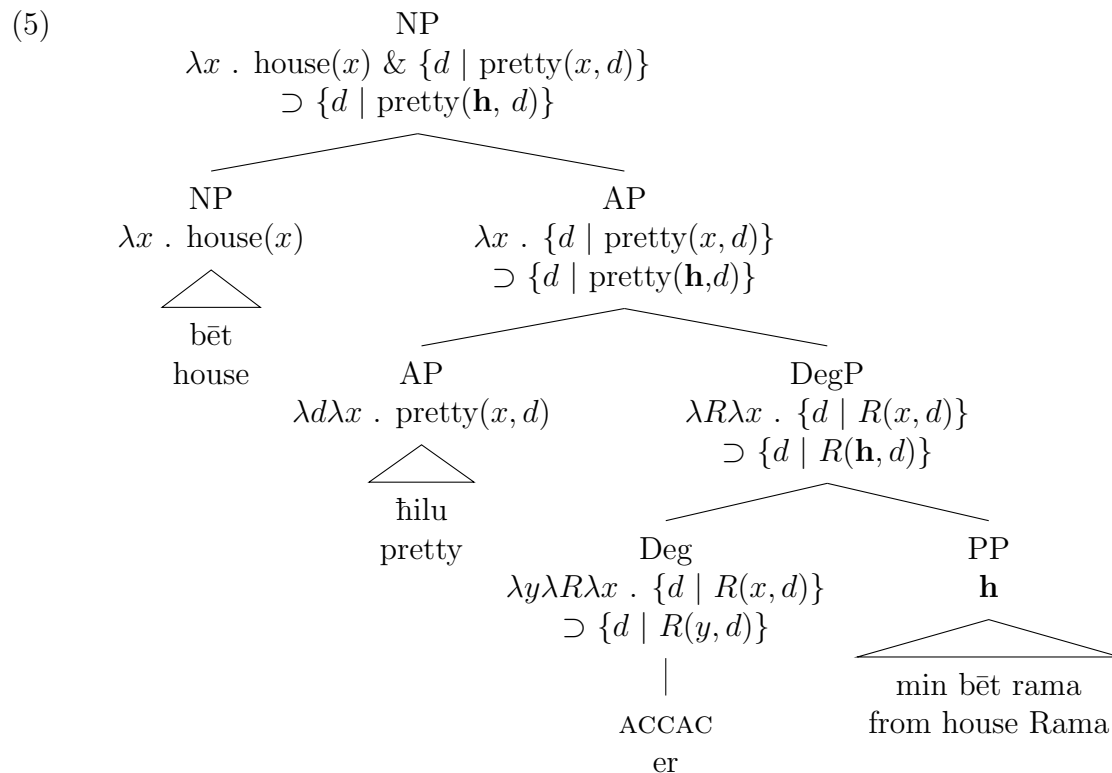 (5)
NP
λx . house(x) & {d | pretty(x, d)}
⊃ {d | pretty(h, d)}
NP AP
λx . house(x) λx . {d | pretty(x, d)}
⊃ {d | pretty(h,d)}
bēt
house
AP DegP
λdλx . pretty(x, d) λRλx . {d | R(x, d)}
⊃ {d | R(h, d)}
ħilu
pretty
Deg PP
λyλRλx . {d | R(x, d)} h
⊃ {d | R(y, d)}
min bēt rama
from house Rama
ACCAC
er